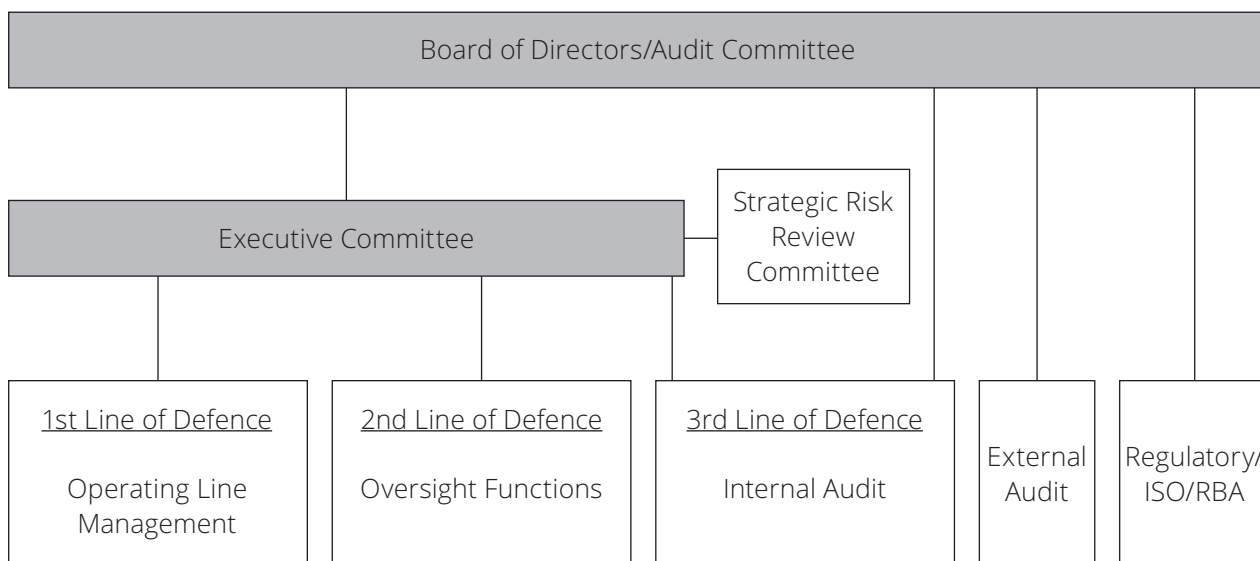 Board of Directors/Audit Committee
Executive Committee
Strategic Risk
Review
Committee
1st Line of Defence
Operating Line
Management
2nd Line of Defence
Oversight Functions
3rd Line of Defence
Internal Audit
External
Audit
Regulatory/
ISO/RBA